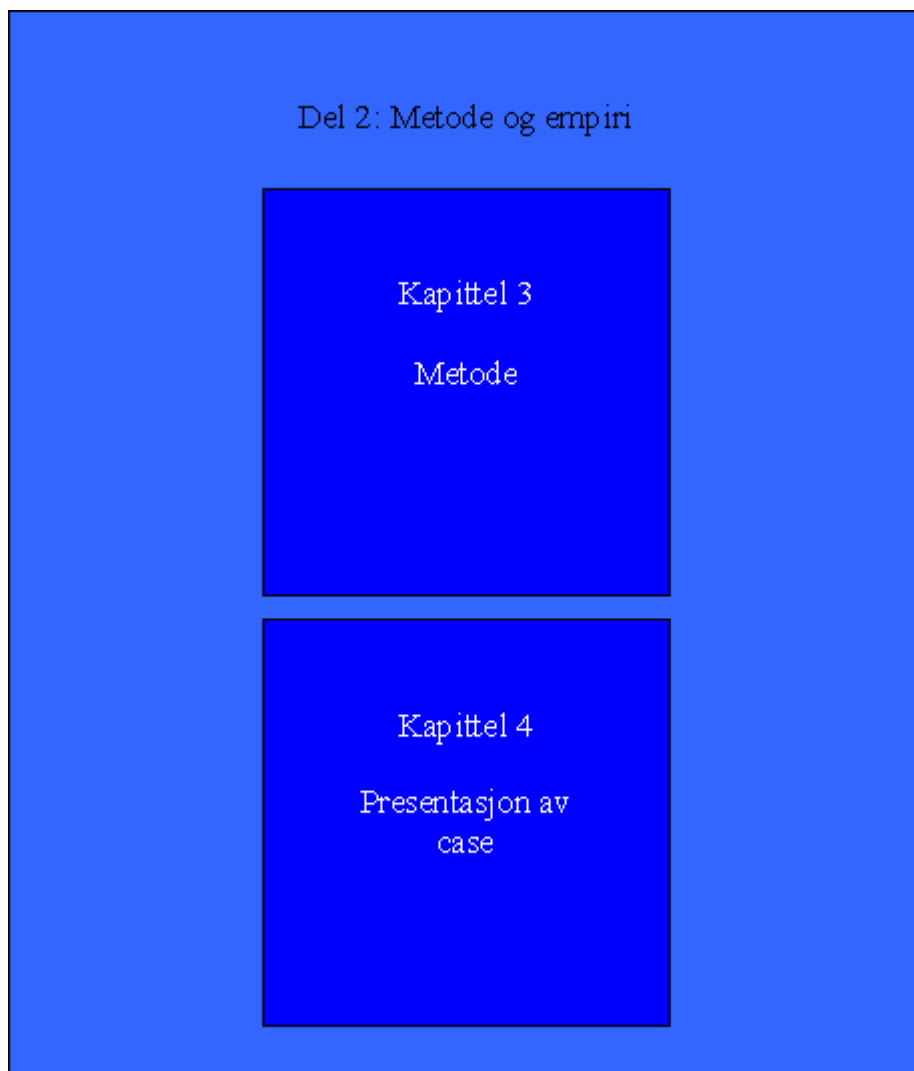 Del 2: Metode og empiri
Kapittel 3
Metode
Kapittel 4
Presentasjon av
case